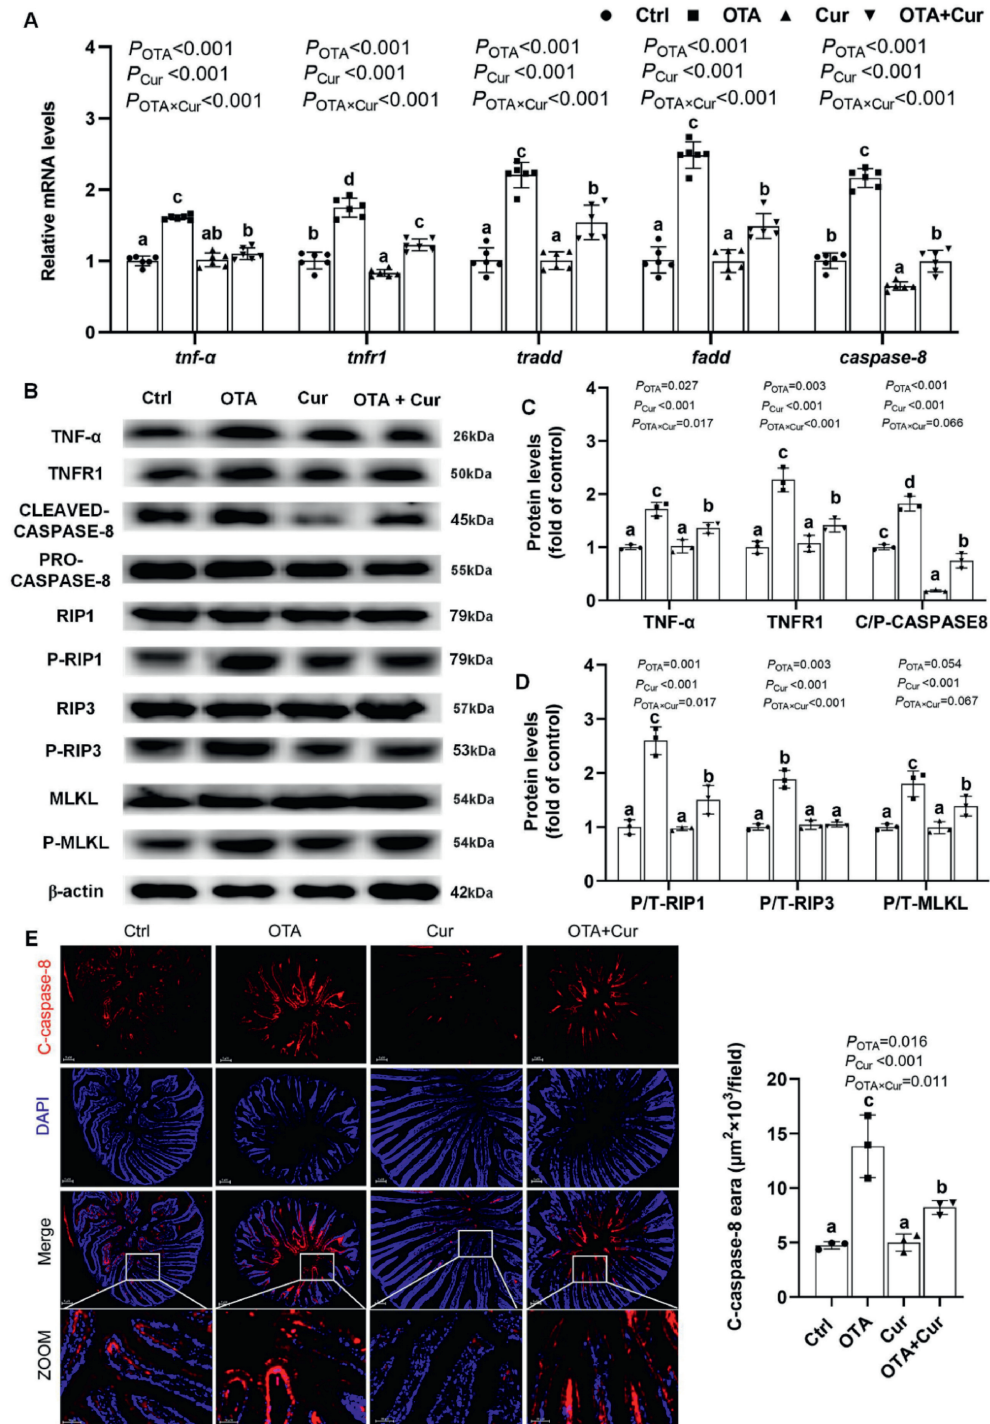 A
● Ctrl ■ OTA ▲ Cur ▼ OTA+Cur
P_OTA<0.001 P_OTA<0.001 P_OTA<0.001 P_OTA<0.001 P_OTA<0.001
P_Cur <0.001 P_Cur <0.001 P_Cur <0.001 P_Cur <0.001 P_Cur <0.001
P_OTA×Cur<0.001 P_OTA×Cur<0.001 P_OTA×Cur<0.001 P_OTA×Cur<0.001 P_OTA×Cur<0.001
Relative mRNA levels
4
3
2
1
0
a c ab b
b d a c
a c a b
a c a b
b c a b
tnf-α tnfr1 tradd fadd caspase-8
B
Ctrl OTA Cur OTA + Cur
TNF-α 26kDa
TNFR1 50kDa
CLEAVED-
CASPASE-8 45kDa
PRO-
CASPASE-8 55kDa
RIP1 79kDa
P-RIP1 79kDa
RIP3 57kDa
P-RIP3 53kDa
MLKL 54kDa
P-MLKL 54kDa
β-actin 42kDa
C
P_OTA=0.027 P_OTA=0.003 P_OTA<0.001
P_Cur <0.001 P_Cur <0.001 P_Cur <0.001
P_OTA×Cur=0.017 P_OTA×Cur<0.001 P_OTA×Cur=0.066
Protein levels
(fold of control)
4
3
2
1
0
a c a b
a c a b
c d a b
TNF-α TNFR1 C/P-CASPASE8
D
P_OTA=0.001 P_OTA=0.003 P_OTA=0.054
P_Cur <0.001 P_Cur <0.001 P_Cur <0.001
P_OTA×Cur=0.017 P_OTA×Cur<0.001 P_OTA×Cur=0.067
Protein levels
(fold of control)
4
3
2
1
0
a c a b
a b a a
a c a b
P/T-RIP1 P/T-RIP3 P/T-MLKL
E
Ctrl OTA Cur OTA+Cur
C-caspase-8
DAPI
Merge
ZOOM
P_OTA=0.016
P_Cur <0.001
P_OTA×Cur=0.011
C-caspase-8 eara (μm²×10³/field)
20
15
10
5
0
a c a b
Ctrl OTA Cur OTA+Cur